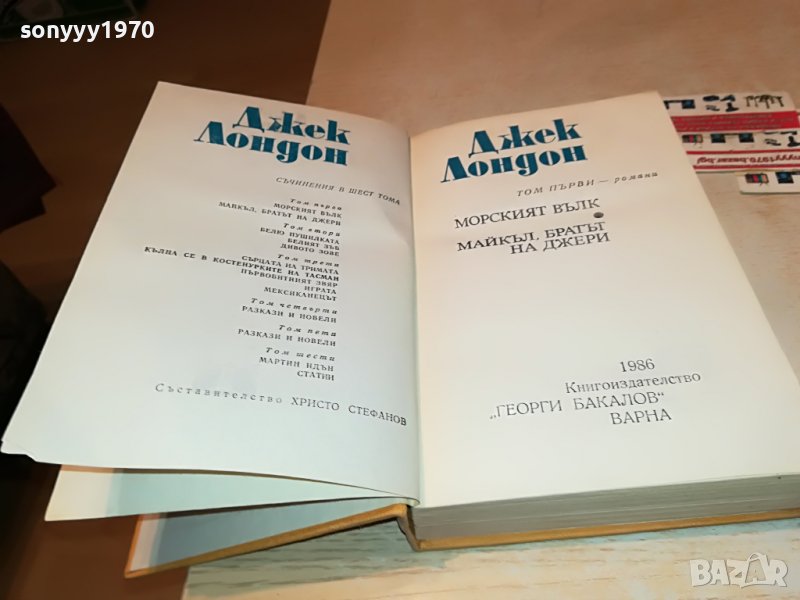 sonyyy1970
Джек
Лондон
СЪЧИНЕНИЯ В ШЕСТ ТОМА
Том първи
МОРСКИЯТ ВЪЛК
МАЙКЪЛ, БРАТЪТ НА ДЖЕРИ
Том втори
БЕЛЮ ПУШИЛКАТА
БЕЛИЯТ ЗЪБ
ДИВОТО ЗОВЕ
Том трети
СЪРЦАТА НА ТРИМАТА
КЪЛНА СЕ В КОСТЕНУРКИТЕ НА ТАСМАН
ПЪРВОБИТНИЯТ ЗВЯР
ИГРАТА
МЕКСИКАНЕЦЪТ
Том четвърти
РАЗКАЗИ И НОВЕЛИ
Том пети
РАЗКАЗИ И НОВЕЛИ
Том шести
МАРТИН ИДЪН
СТАТИИ
Съставителство ХРИСТО СТЕФАНОВ
Джек
Лондон
ТОМ ПЪРВИ — романи
МОРСКИЯТ ВЪЛК
МАЙКЪЛ, БРАТЪТ
НА ДЖЕРИ
1986
Книгоиздателство
„ГЕОРГИ БАКАЛОВ“
ВАРНА
BAZAR